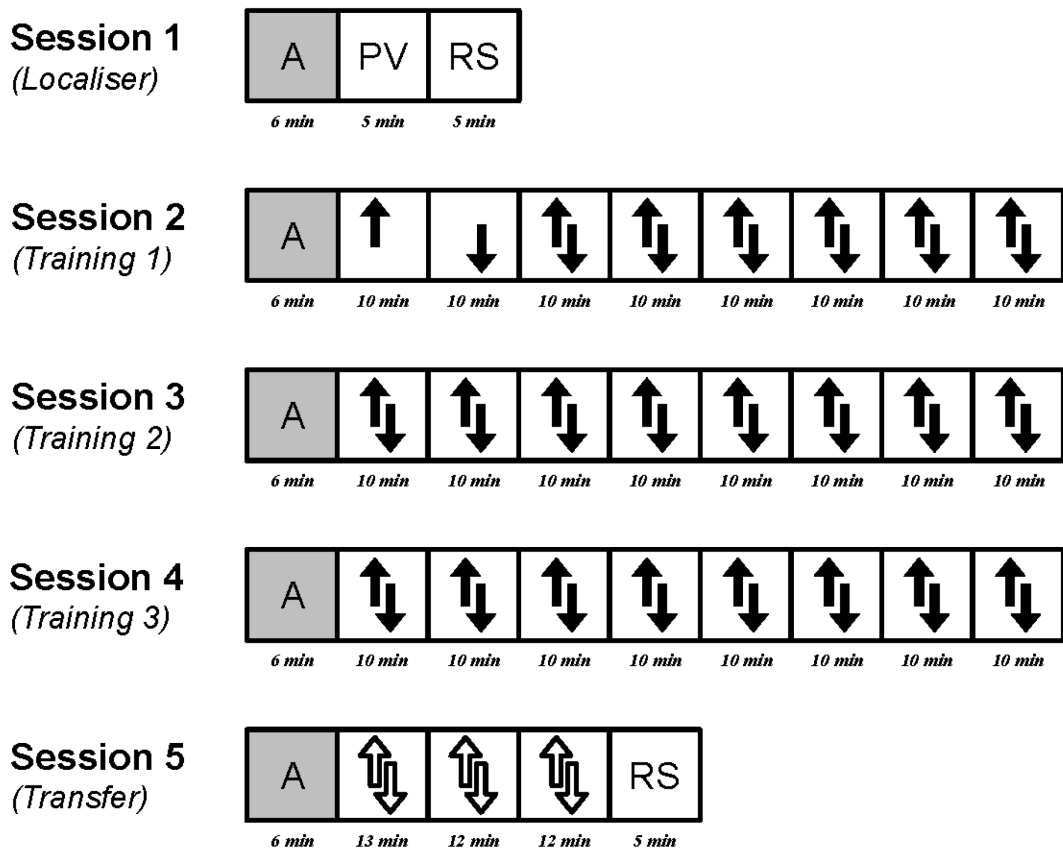 Session 1
(Localiser)
A PV RS
6 min 5 min 5 min
Session 2
(Training 1)
A
6 min 10 min 10 min 10 min 10 min 10 min 10 min 10 min 10 min
Session 3
(Training 2)
A
6 min 10 min 10 min 10 min 10 min 10 min 10 min 10 min 10 min
Session 4
(Training 3)
A
6 min 10 min 10 min 10 min 10 min 10 min 10 min 10 min 10 min
Session 5
(Transfer)
A RS
6 min 13 min 12 min 12 min 5 min